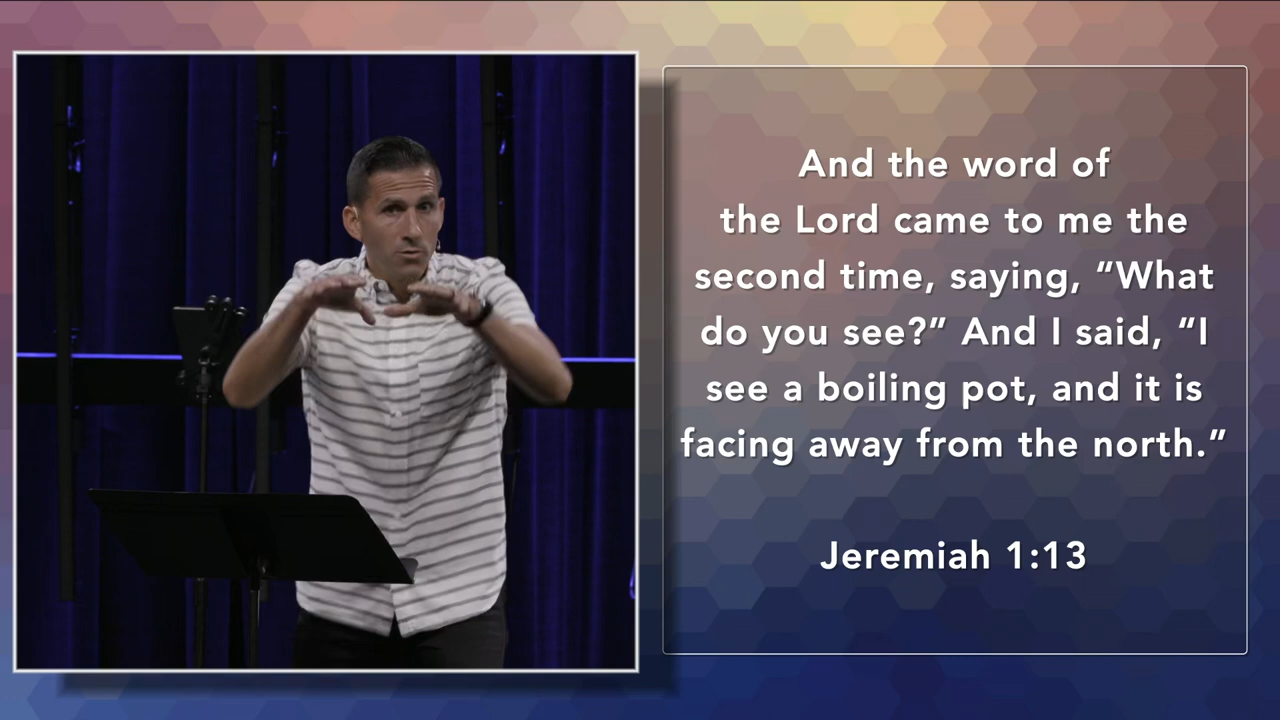 And the word of
the Lord came to me the
second time, saying, “What
do you see?” And I said, “I
see a boiling pot, and it is
facing away from the north.”
Jeremiah 1:13